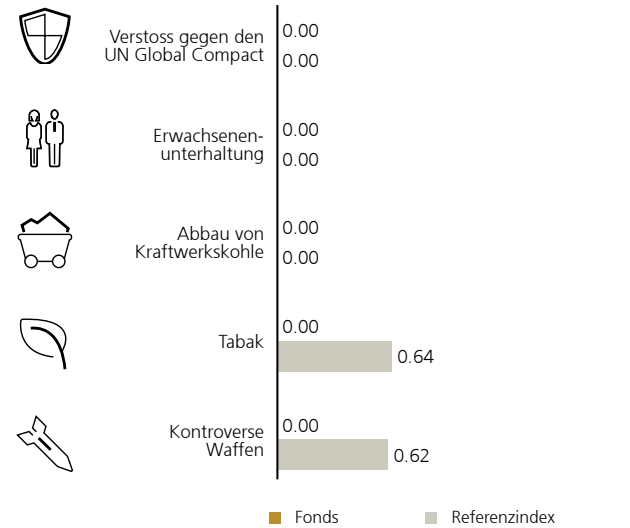 Verstoss gegen den
UN Global Compact
0.00
0.00
Erwachsenen-
unterhaltung
0.00
0.00
Abbau von
Kraftwerkskohle
0.00
0.00
Tabak
0.00
0.64
Kontroverse
Waffen
0.00
0.62
Fonds
Referenzindex